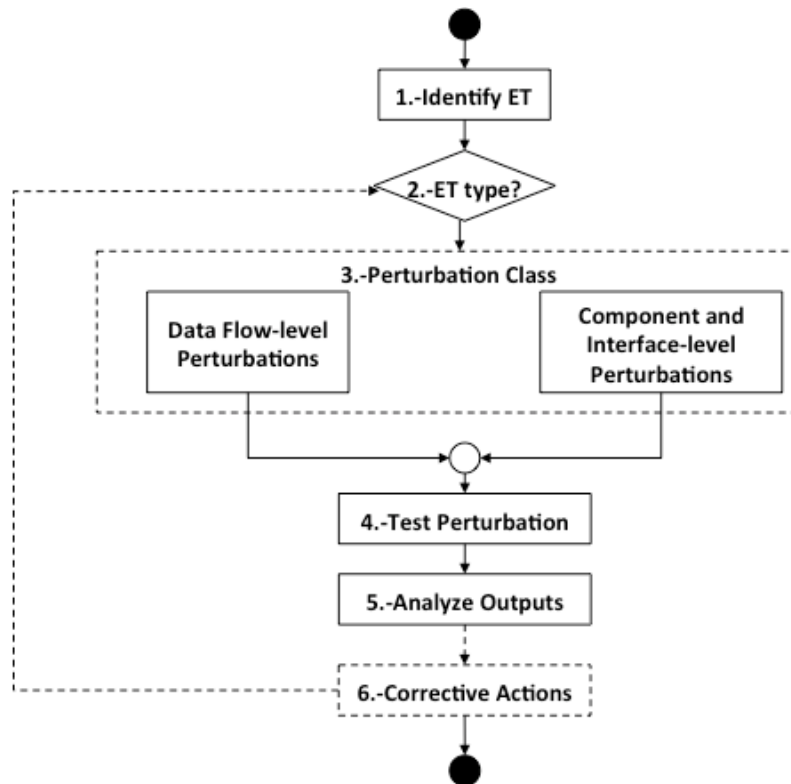 1.-Identify ET
2.-ET type?
3.-Perturbation Class
Data Flow-level
Perturbations
Component and
Interface-level
Perturbations
4.-Test Perturbation
5.-Analyze Outputs
6.-Corrective Actions